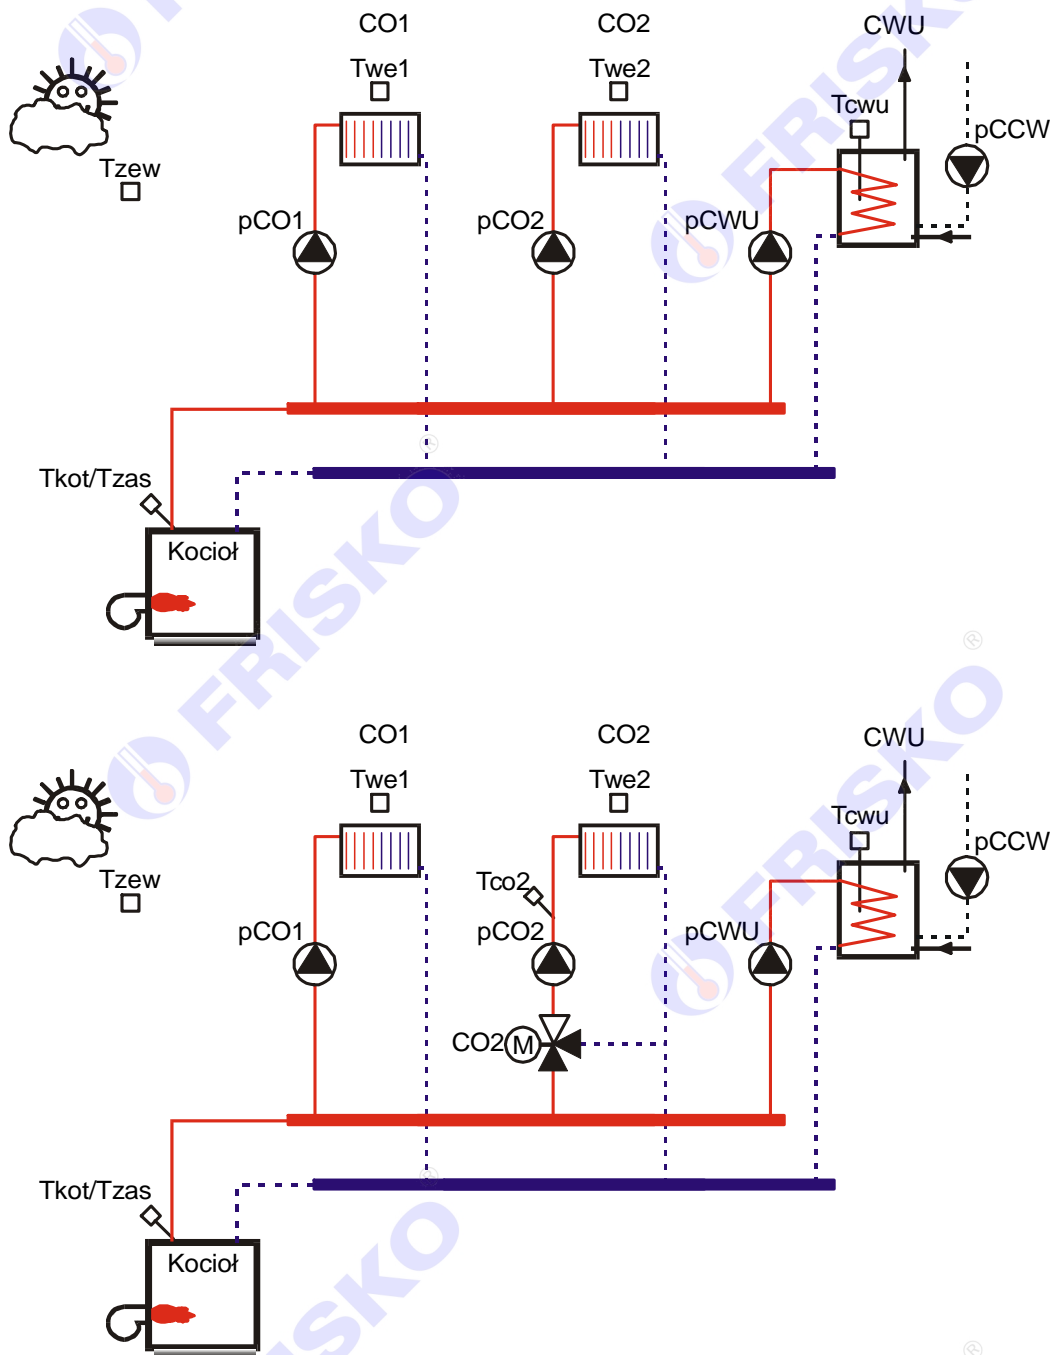 CO1 CO2 CWU
Twe1 Twe2
Tcwu
pCCW
Tzew
pCO1 pCO2 pCWU
Tkot/Tzas
Kocioł
FRISKO
FRISKO
FRISKO ®
CO1 CO2 CWU
Twe1 Twe2
Tcwu
pCCW
Tzew
Tco2
pCO1 pCO2 pCWU
CO2 M
Tkot/Tzas
Kocioł
FRISKO ®
FRISKO ®
®